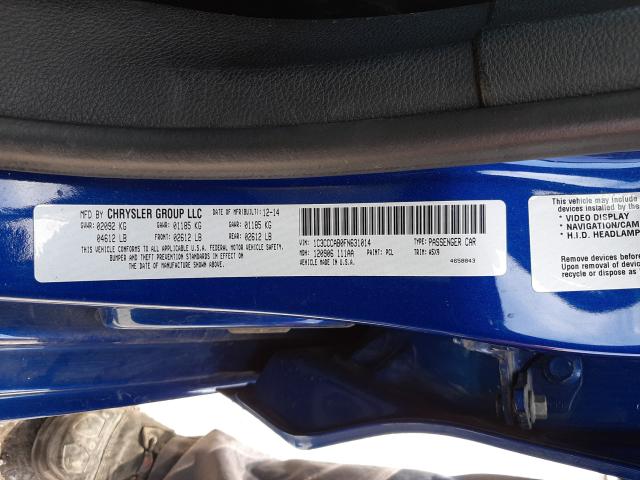 MFD BY CHRYSLER GROUP LLC DATE OF MFR(BUILT): 12-14
GVWR: 02092 KG GAWR: 01185 KG GAWR: 01185 KG
04612 LB FRONT: 02612 LB REAR: 02612 LB
THIS VEHICLE CONFORMS TO ALL APPLICABLE U.S.A. FEDERAL MOTOR VEHICLE SAFETY,
BUMPER AND THEFT PREVENTION STANDARDS IN EFFECT ON
THE DATE OF MANUFACTURE SHOWN ABOVE.
VIN: 1C3CCCAB0FN631014 TYPE: PASSENGER CAR
MDH: 120906 111AA PAINT: PCL TRIM: A5X9
VEHICLE MADE IN U.S.A.
4658843
This vehicle may inclu
devices installed by the
* VIDEO DISPLAY
* NAVIGATION/CAM
* H.I.D. HEADLAMP
Remove devices before
Upon removal of device
recycle or dispose as ha